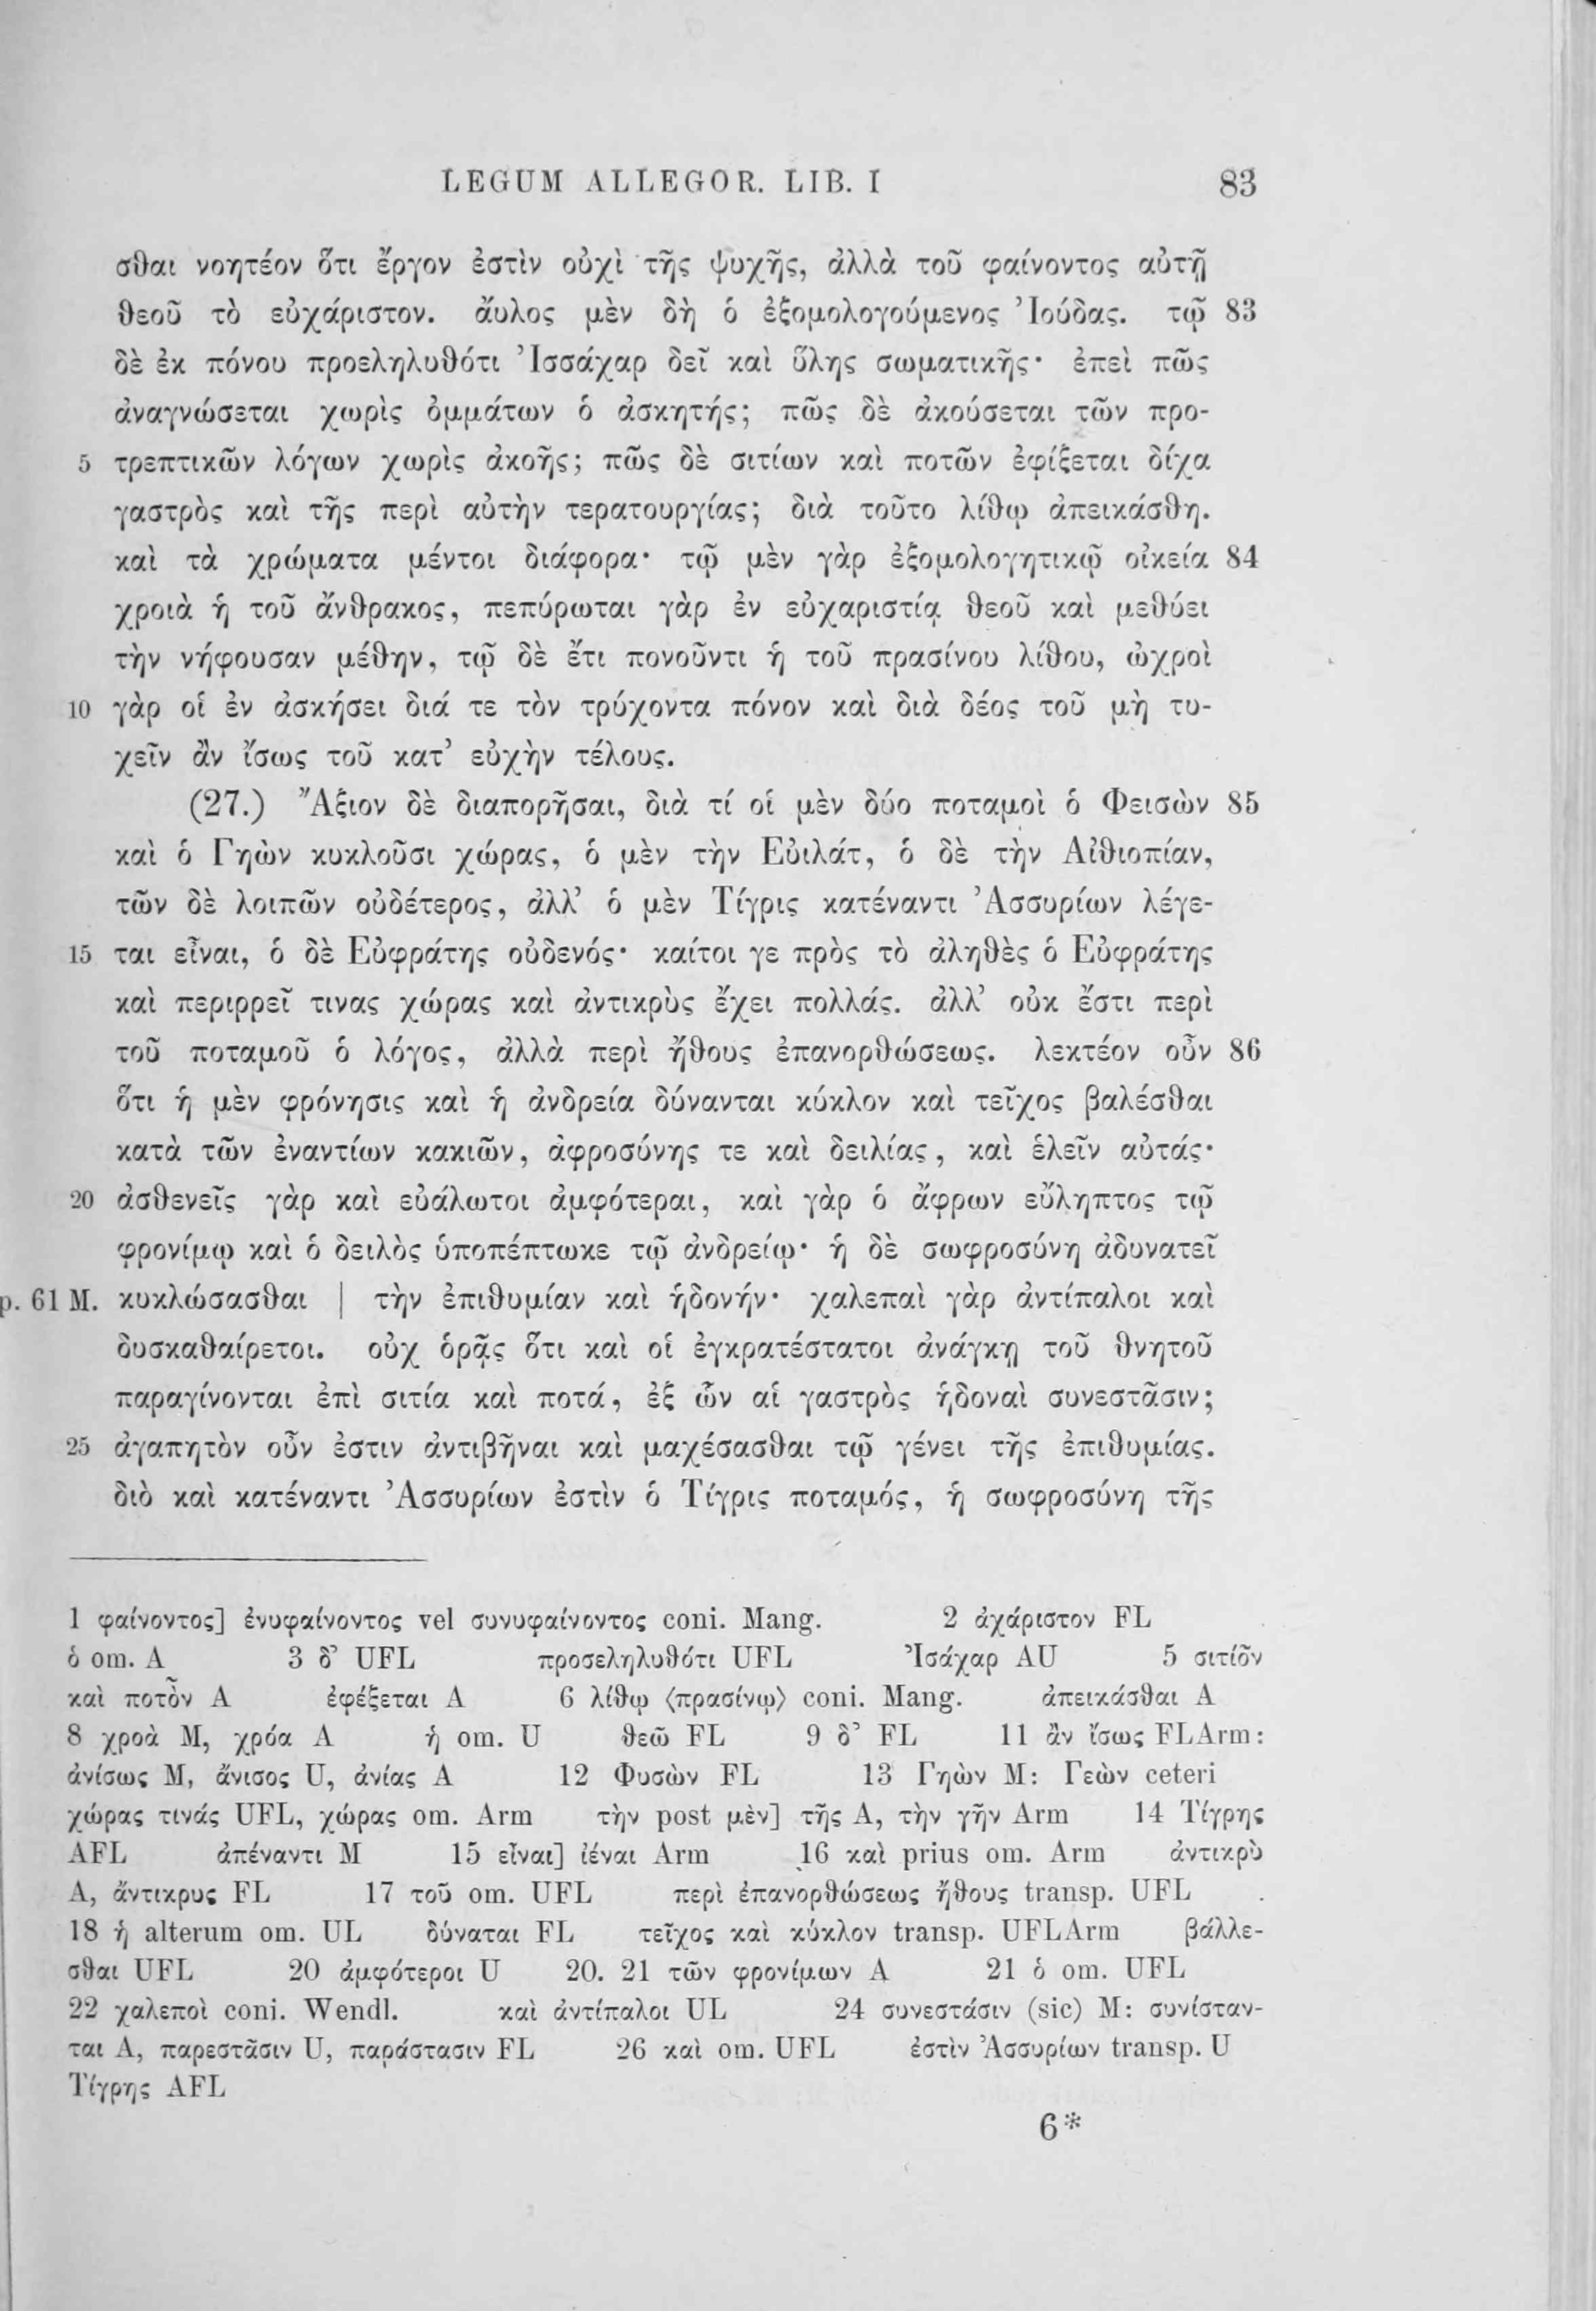 LEGUM ALLEGOR. LIB. I 83
σθαι νοητέον ὅτι ἔργον ἐστὶν οὐχὶ τῆς ψυχῆς, ἀλλὰ τοῦ φαίνοντος αὐτῇ
θεοῦ τὸ εὐχάριστον. ἄυλος μὲν δὴ ὁ ἐξομολογούμενος Ἰούδας. τῷ 83
δὲ ἐκ πόνου προεληλυθότι Ἰσσάχαρ δεῖ καὶ ὕλης σωματικῆς· ἐπεὶ πῶς
ἀναγνώσεται χωρὶς ὀμμάτων ὁ ἀσκητής; πῶς δὲ ἀκούσεται τῶν προ-
5 τρεπτικῶν λόγων χωρὶς ἀκοῆς; πῶς δὲ σιτίων καὶ ποτῶν ἐφίξεται δίχα
γαστρὸς καὶ τῆς περὶ αὐτὴν τερατουργίας; διὰ τοῦτο λίθῳ ἀπεικάσθη.
καὶ τὰ χρώματα μέντοι διάφορα· τῷ μὲν γὰρ ἐξομολογητικῷ οἰκεία 84
χροιὰ ἡ τοῦ ἄνθρακος, πεπύρωται γὰρ ἐν εὐχαριστίᾳ θεοῦ καὶ μεθύει
τὴν νήφουσαν μέθην, τῷ δὲ ἔτι πονοῦντι ἡ τοῦ πρασίνου λίθου, ὠχροὶ
10 γὰρ οἱ ἐν ἀσκήσει διά τε τὸν τρύχοντα πόνον καὶ διὰ δέος τοῦ μὴ τυ-
χεῖν ἂν ἴσως τοῦ κατ’ εὐχὴν τέλους.
(27.) Ἄξιον δὲ διαπορῆσαι, διὰ τί οἱ μὲν δύο ποταμοὶ ὁ Φεισὼν 85
καὶ ὁ Γηὼν κυκλοῦσι χώρας, ὁ μὲν τὴν Εὐιλάτ, ὁ δὲ τὴν Αἰθιοπίαν,
τῶν δὲ λοιπῶν οὐδέτερος, ἀλλ’ ὁ μὲν Τίγρις κατέναντι Ἀσσυρίων λέγε-
15 ται εἶναι, ὁ δὲ Εὐφράτης οὐδενός· καίτοι γε πρὸς τὸ ἀληθὲς ὁ Εὐφράτης
καὶ περιρρεῖ τινας χώρας καὶ ἀντικρὺς ἔχει πολλάς. ἀλλ’ οὐκ ἔστι περὶ
τοῦ ποταμοῦ ὁ λόγος, ἀλλὰ περὶ ἤθους ἐπανορθώσεως. λεκτέον οὖν 86
ὅτι ἡ μὲν φρόνησις καὶ ἡ ἀνδρεία δύνανται κύκλον καὶ τεῖχος βαλέσθαι
κατὰ τῶν ἐναντίων κακιῶν, ἀφροσύνης τε καὶ δειλίας, καὶ ἑλεῖν αὐτάς·
20 ἀσθενεῖς γὰρ καὶ εὐάλωτοι ἀμφότεραι, καὶ γὰρ ὁ ἄφρων εὔληπτος τῷ
φρονίμῳ καὶ ὁ δειλὸς ὑποπέπτωκε τῷ ἀνδρείῳ· ἡ δὲ σωφροσύνη ἀδυνατεῖ
p. 61 M. κυκλώσασθαι | τὴν ἐπιθυμίαν καὶ ἡδονήν· χαλεπαὶ γὰρ ἀντίπαλοι καὶ
δυσκαθαίρετοι. οὐχ ὁρᾷς ὅτι καὶ οἱ ἐγκρατέστατοι ἀνάγκῃ τοῦ θνητοῦ
παραγίνονται ἐπὶ σιτία καὶ ποτά, ἐξ ὧν αἱ γαστρὸς ἡδοναὶ συνεστᾶσιν;
25 ἀγαπητὸν οὖν ἐστιν ἀντιβῆναι καὶ μαχέσασθαι τῷ γένει τῆς ἐπιθυμίας.
διὸ καὶ κατέναντι Ἀσσυρίων ἐστὶν ὁ Τίγρις ποταμός, ἡ σωφροσύνη τῆς
1 φαίνοντος] ἐνυφαίνοντος vel συνυφαίνοντος coni. Mang. 2 ἀχάριστον FL
ὁ om. A 3 δ’ UFL προσεληλυθότι UFL Ἰσάχαρ AU 5 σιτίον
καὶ ποτὸν A ἐφέξεται A 6 λίθῳ ⟨πρασίνῳ⟩ coni. Mang. ἀπεικάσθαι A
8 χροὰ M, χρόα A ἡ om. U θεῶ FL 9 δ’ FL 11 ἂν ἴσως FLArm:
ἀνίσως M, ἄνισος U, ἀνίας A 12 Φυσὼν FL 13 Γηὼν M: Γεὼν ceteri
χώρας τινάς UFL, χώρας om. Arm τὴν post μὲν] τῆς A, τὴν γῆν Arm 14 Τίγρης
AFL ἀπέναντι M 15 εἶναι] ἰέναι Arm 16 καὶ prius om. Arm ἀντικρὺ
A, ἄντικρυς FL 17 τοῦ om. UFL περὶ ἐπανορθώσεως ἤθους transp. UFL
18 ἡ alterum om. UL δύναται FL τεῖχος καὶ κύκλον transp. UFLArm βάλλε-
σθαι UFL 20 ἀμφότεροι U 20. 21 τῶν φρονίμων A 21 ὁ om. UFL
22 χαλεποὶ coni. Wendl. καὶ ἀντίπαλοι UL 24 συνεστάσιν (sic) M: συνίσταν-
ται A, παρεστᾶσιν U, παράστασιν FL 26 καὶ om. UFL ἐστὶν Ἀσσυρίων transp. U
Τίγρης AFL
6*